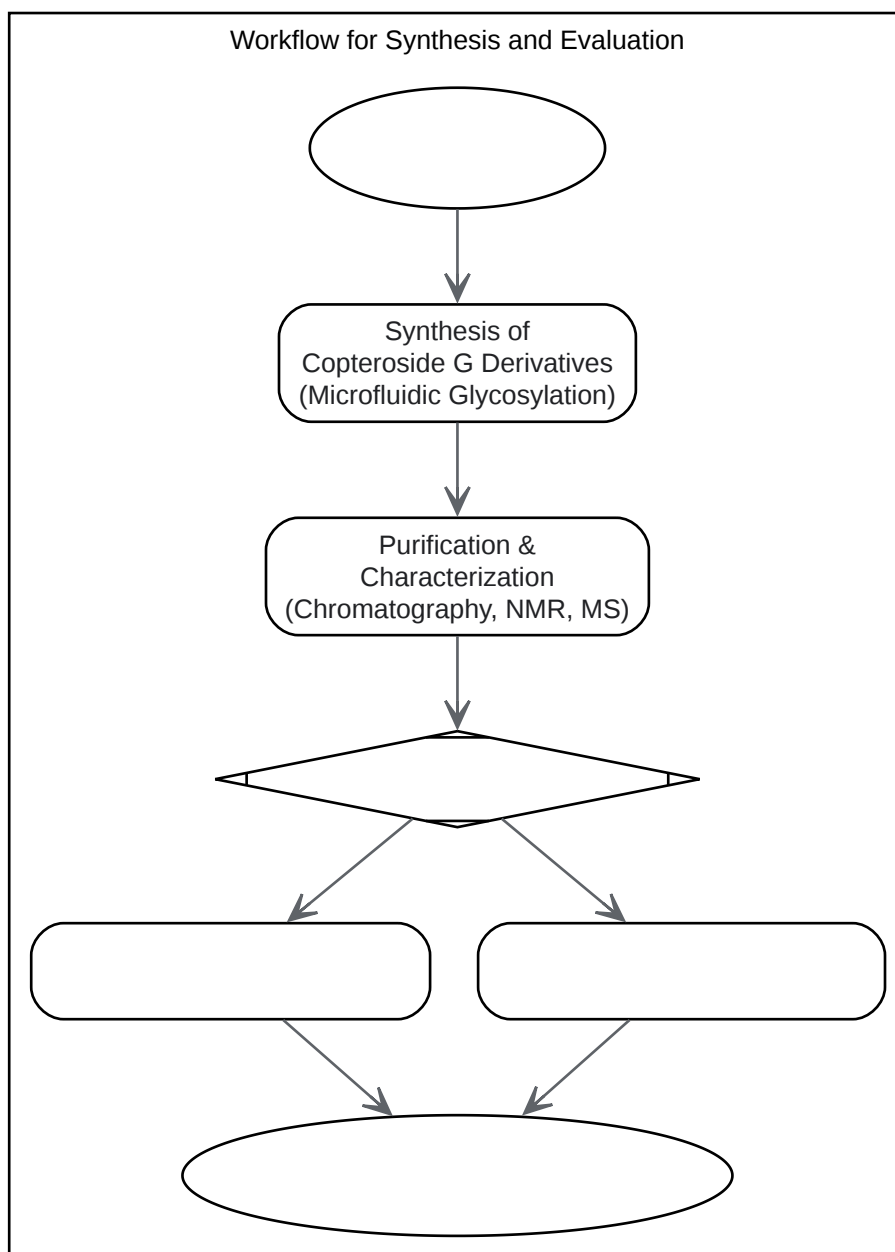 Workflow for Synthesis and Evaluation
Synthesis of
Copteroside G Derivatives
(Microfluidic Glycosylation)
Purification &
Characterization
(Chromatography, NMR, MS)